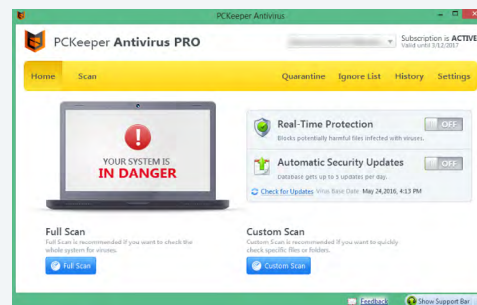 PCKeeper Antivirus
PCKeeper Antivirus PRO
Subscription is ACTIVE
Valid until 3/12/2017
Home Scan Quarantine Ignore List History Settings
YOUR SYSTEM IS
IN DANGER
Real-Time Protection OFF
Blocks potentially harmful files infected with viruses.
Automatic Security Updates OFF
Database gets up to 5 updates per day.
Check for Updates Virus Base Date May 24,2016, 4:13 PM
Full Scan
Full Scan is recommended if you want to check the
whole system for viruses.
Full Scan
Custom Scan
Custom Scan is recommended if you want to quickly
check specific files or folders.
Custom Scan
Feedback Show Support Bar